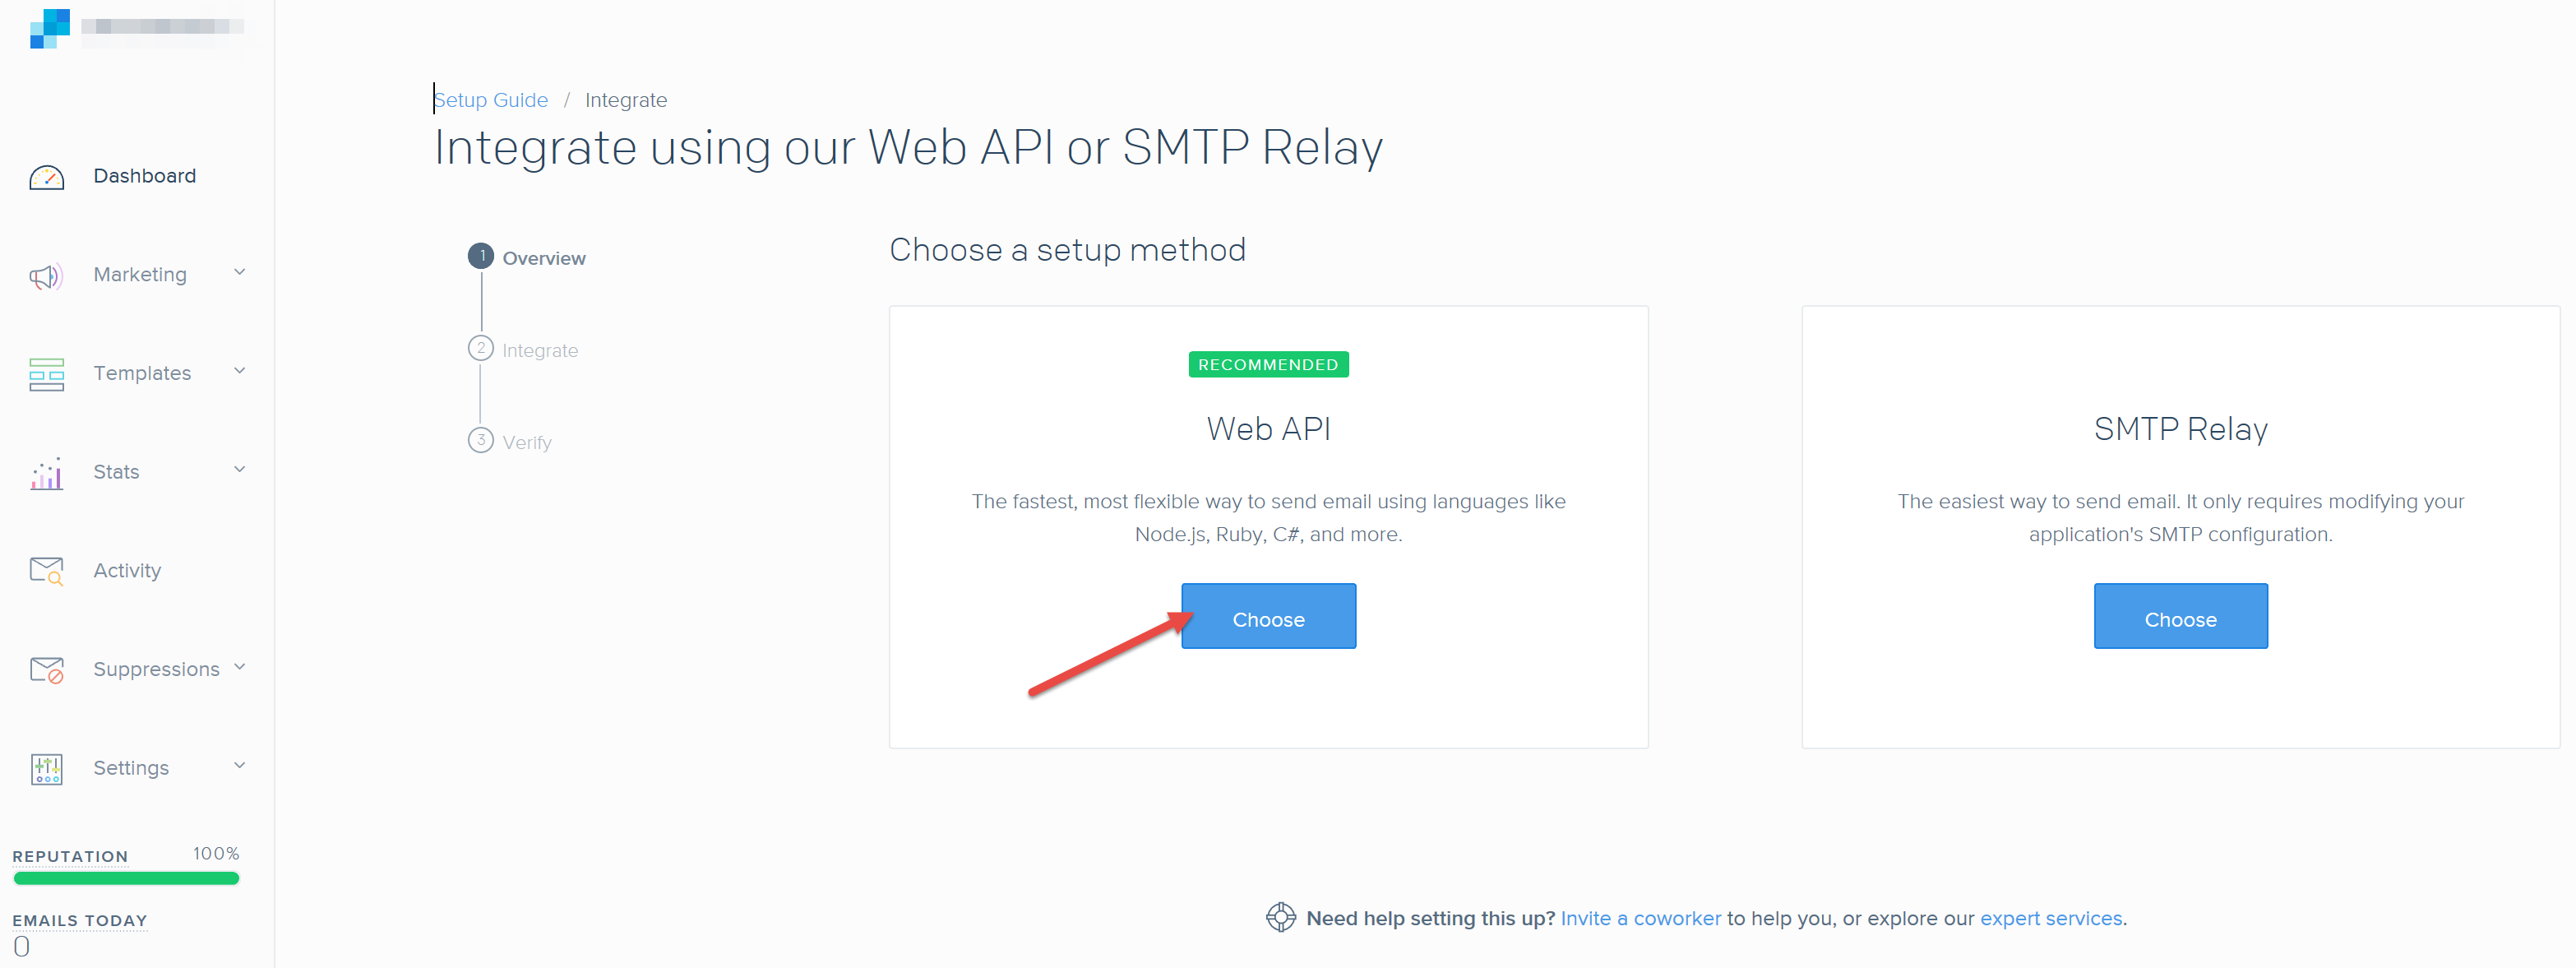 Dashboard
Marketing
Templates
Stats
Activity
Suppressions
Settings
REPUTATION 100%
EMAILS TODAY
0
Setup Guide / Integrate
Integrate using our Web API or SMTP Relay
1 Overview
2 Integrate
3 Verify
Choose a setup method
RECOMMENDED
Web API
The fastest, most flexible way to send email using languages like
Node.js, Ruby, C#, and more.
Choose
SMTP Relay
The easiest way to send email. It only requires modifying your
application's SMTP configuration.
Choose
Need help setting this up? Invite a coworker to help you, or explore our expert services.